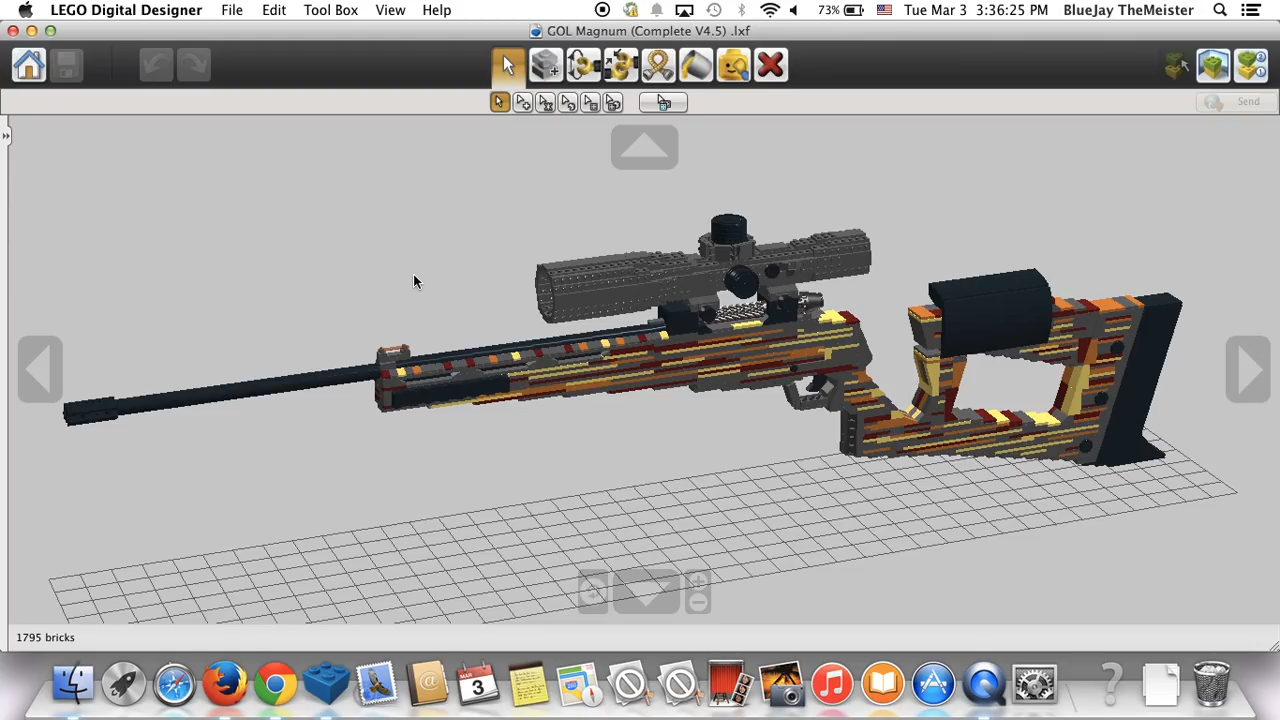 LEGO Digital Designer File Edit Tool Box View Help 73% Tue Mar 3 3:36:25 PM BlueJay TheMeister
GOL Magnum (Complete V4.5) .lxf
Send
1795 bricks
MAR
3